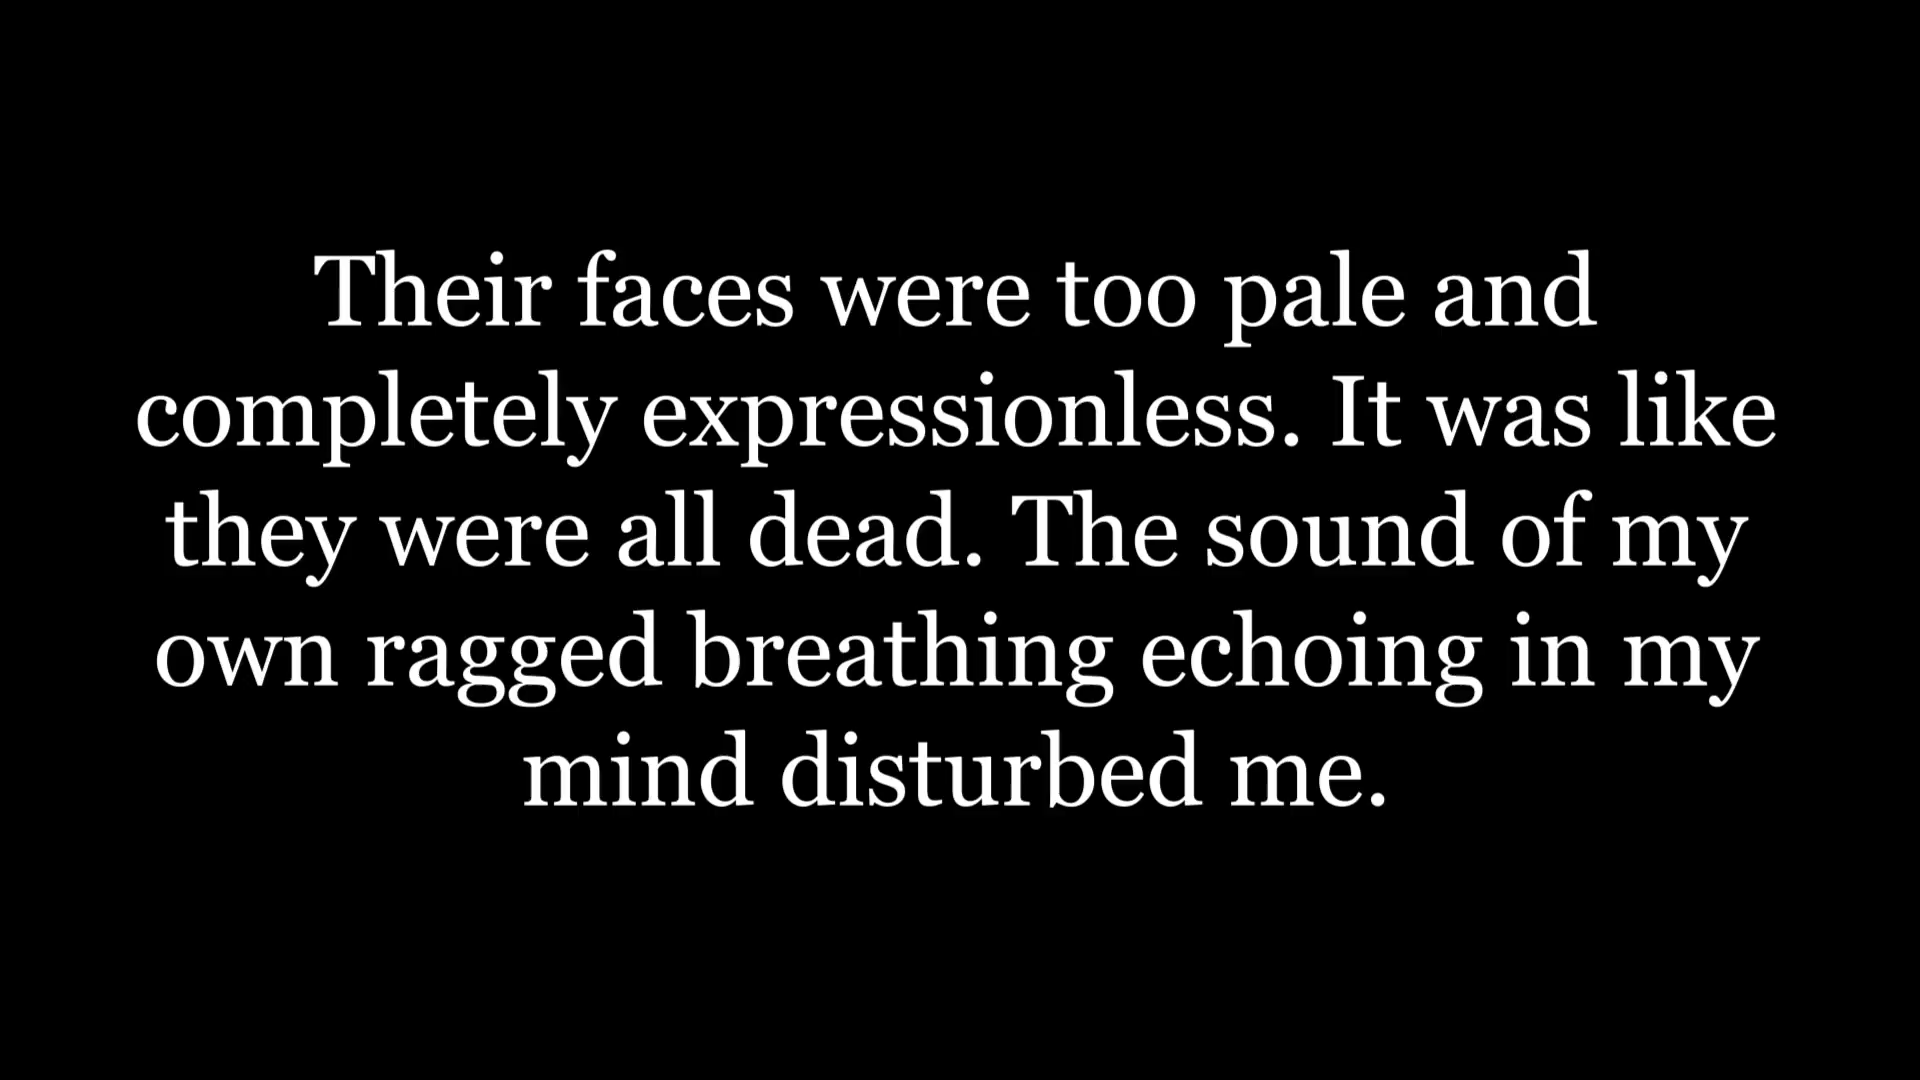 Their faces were too pale and
completely expressionless. It was like
they were all dead. The sound of my
own ragged breathing echoing in my
mind disturbed me.